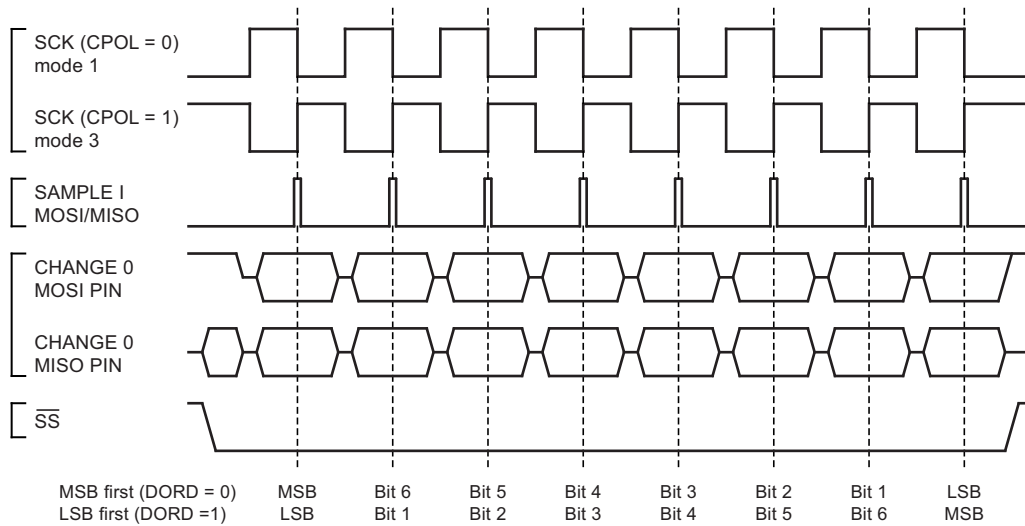 SCK (CPOL = 0)
mode 1
SCK (CPOL = 1)
mode 3
SAMPLE I
MOSI/MISO
CHANGE 0
MOSI PIN
CHANGE 0
MISO PIN
SS
MSB first (DORD = 0) MSB Bit 6 Bit 5 Bit 4 Bit 3 Bit 2 Bit 1 LSB
LSB first (DORD =1) LSB Bit 1 Bit 2 Bit 3 Bit 4 Bit 5 Bit 6 MSB